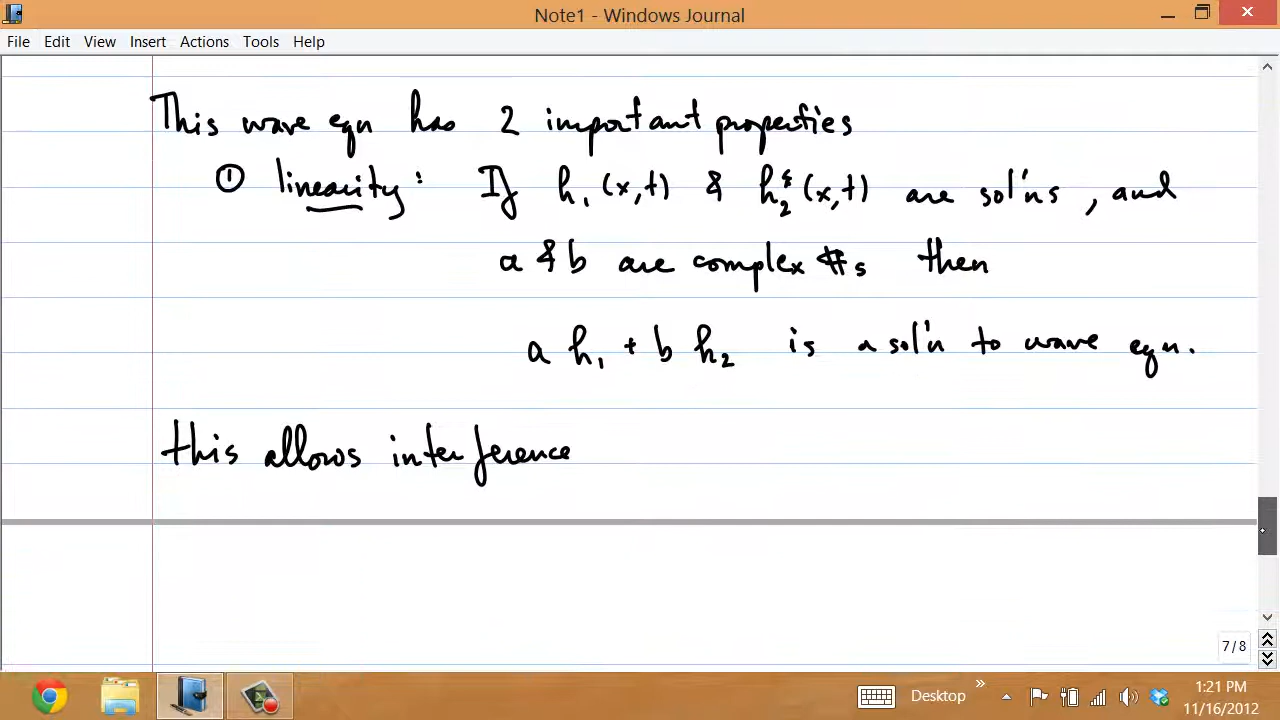 Note1 - Windows Journal
File Edit View Insert Actions Tools Help
This wave eqn has 2 important properties
① linearity: If h₁(x,t) & h₂(x,t) are sol'ns, and
a & b are complex #s then
a h₁ + b h₂ is a sol'n to wave eqn.
this allows interference
7/8
Desktop
1:21 PM
11/16/2012